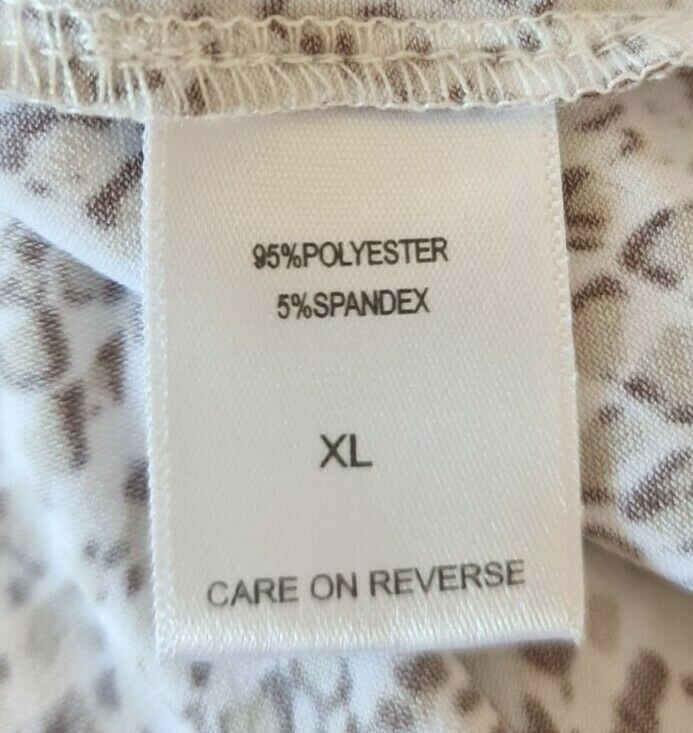 95%POLYESTER
5%SPANDEX
XL
CARE ON REVERSE